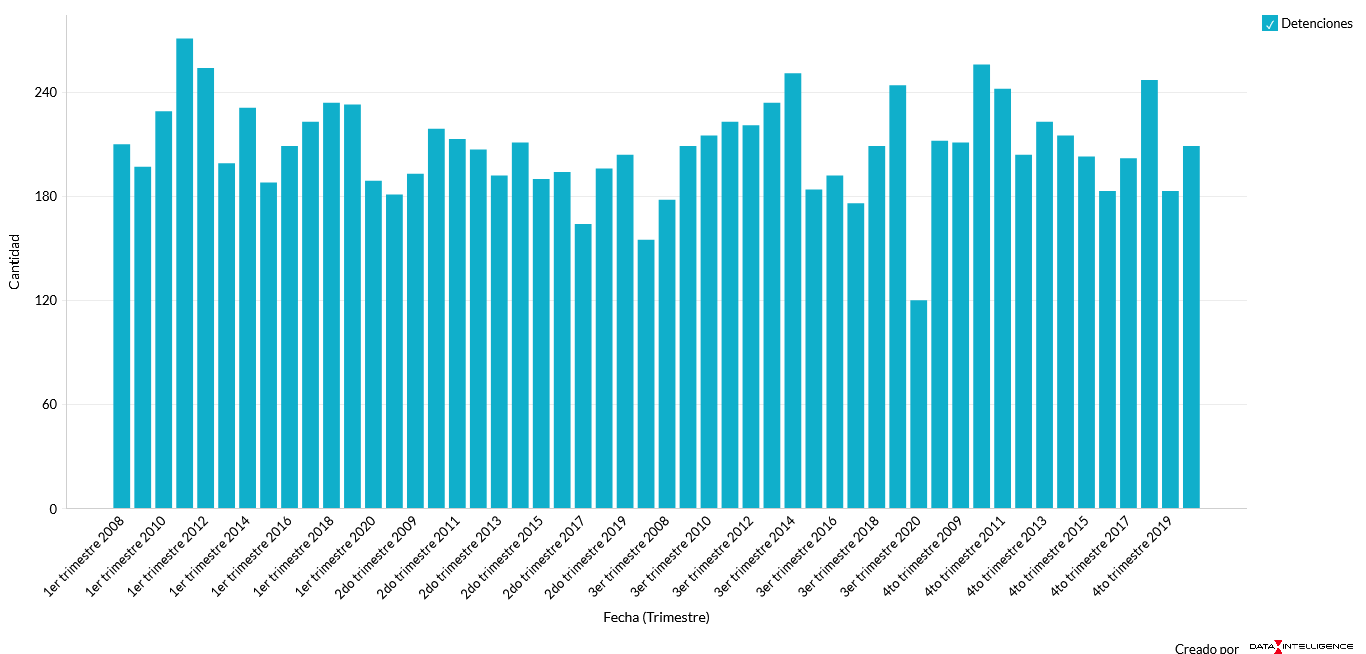 Detenciones
240
180
120
60
0
Cantidad
1er trimestre 2008
1er trimestre 2010
1er trimestre 2012
1er trimestre 2014
1er trimestre 2016
1er trimestre 2018
1er trimestre 2020
2do trimestre 2009
2do trimestre 2011
2do trimestre 2013
2do trimestre 2015
2do trimestre 2017
2do trimestre 2019
3er trimestre 2008
3er trimestre 2010
3er trimestre 2012
3er trimestre 2014
3er trimestre 2016
3er trimestre 2018
3er trimestre 2020
4to trimestre 2009
4to trimestre 2011
4to trimestre 2013
4to trimestre 2015
4to trimestre 2017
4to trimestre 2019
Fecha (Trimestre)
Creado por DATA INTELLIGENCE